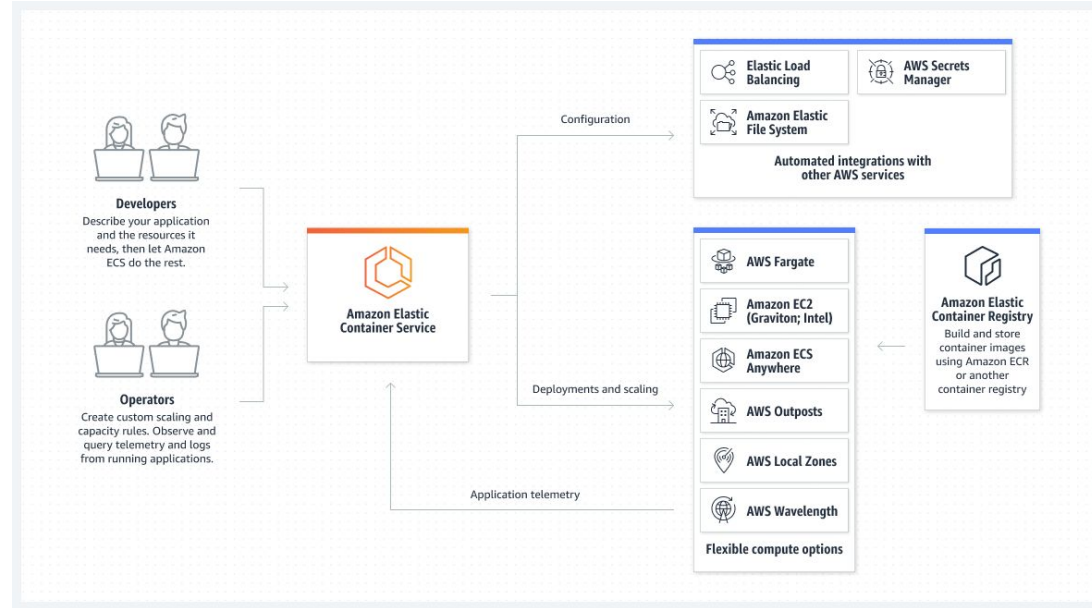 Developers
Describe your application
and the resources it
needs, then let Amazon
ECS do the rest.
Operators
Create custom scaling and
capacity rules. Observe and
query telemetry and logs
from running applications.
Amazon Elastic
Container Service
Configuration
Deployments and scaling
Application telemetry
Elastic Load
Balancing
AWS Secrets
Manager
Amazon Elastic
File System
Automated integrations with
other AWS services
AWS Fargate
Amazon EC2
(Graviton; Intel)
Amazon ECS
Anywhere
AWS Outposts
AWS Local Zones
AWS Wavelength
Flexible compute options
Amazon Elastic
Container Registry
Build and store
container images
using Amazon ECR
or another
container registry